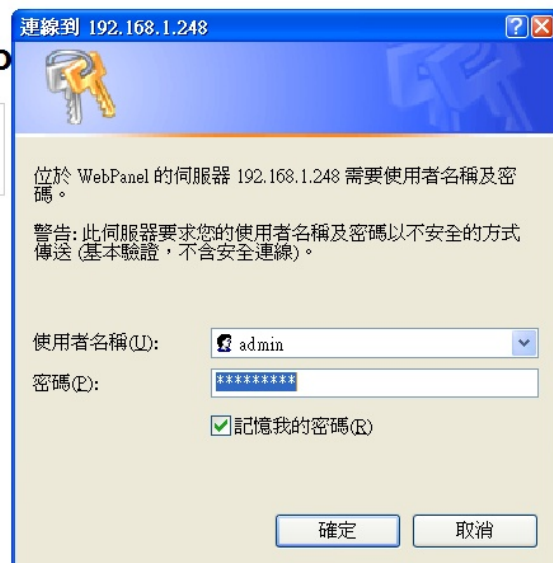 連線到 192.168.1.248
位於 WebPanel 的伺服器 192.168.1.248 需要使用者名稱及密
碼。
警告: 此伺服器要求您的使用者名稱及密碼以不安全的方式
傳送 (基本驗證，不含安全連線)。
使用者名稱(U):
admin
密碼(P):
*********
記憶我的密碼(R)
確定
取消